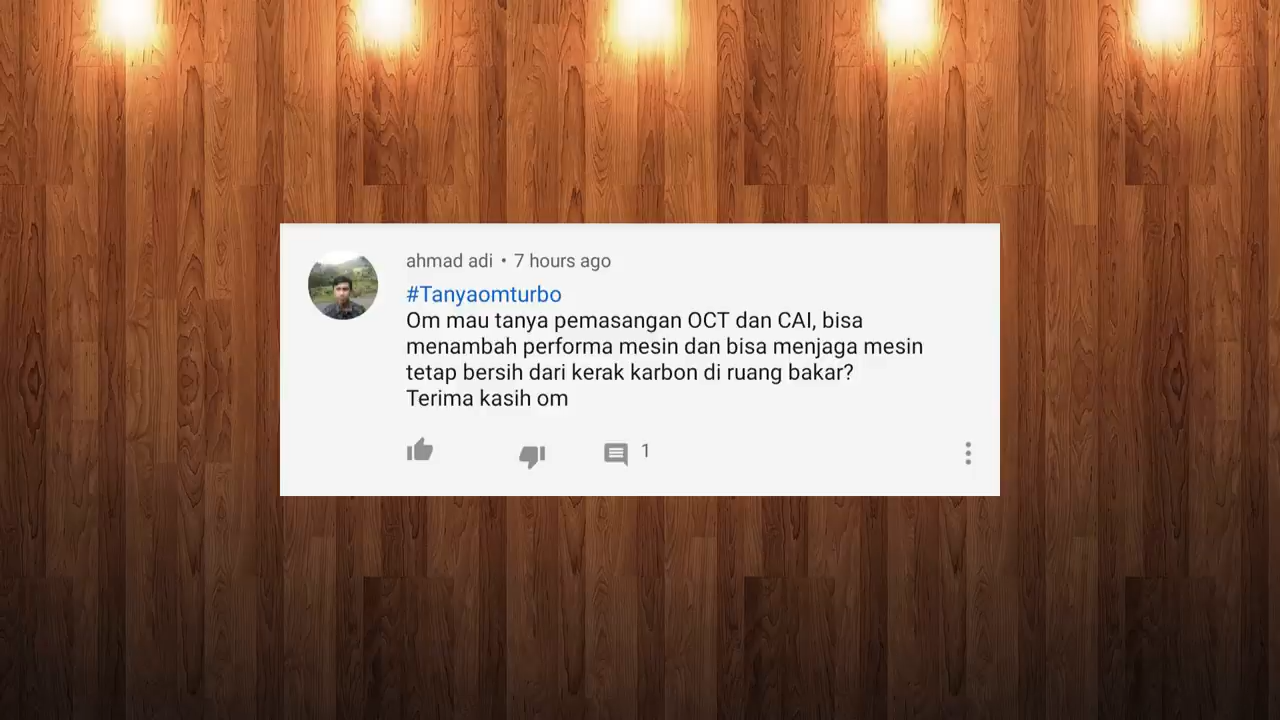 ahmad adi • 7 hours ago
#Tanyaomturbo
Om mau tanya pemasangan OCT dan CAI, bisa
menambah performa mesin dan bisa menjaga mesin
tetap bersih dari kerak karbon di ruang bakar?
Terima kasih om
1